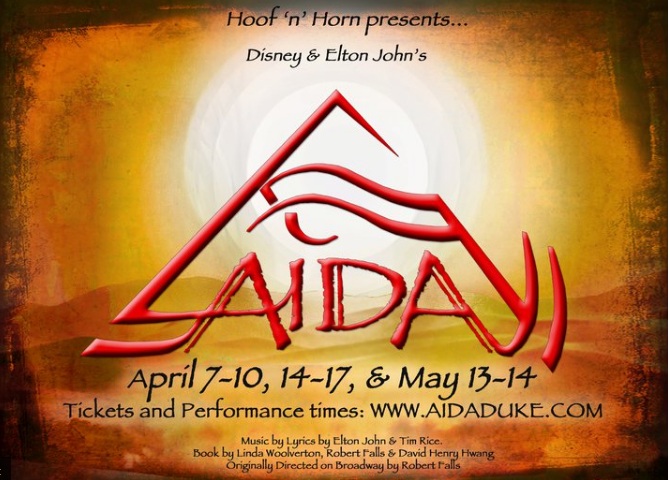 Hoof 'n' Horn presents...
Disney & Elton John's
AIDA
April 7-10, 14-17, & May 13-14
Tickets and Performance times: WWW.AIDADUKE.COM
Music by Lyrics by Elton John & Tim Rice.
Book by Linda Woolverton, Robert Falls & David Henry Hwang
Originally Directed on Broadway by Robert Falls